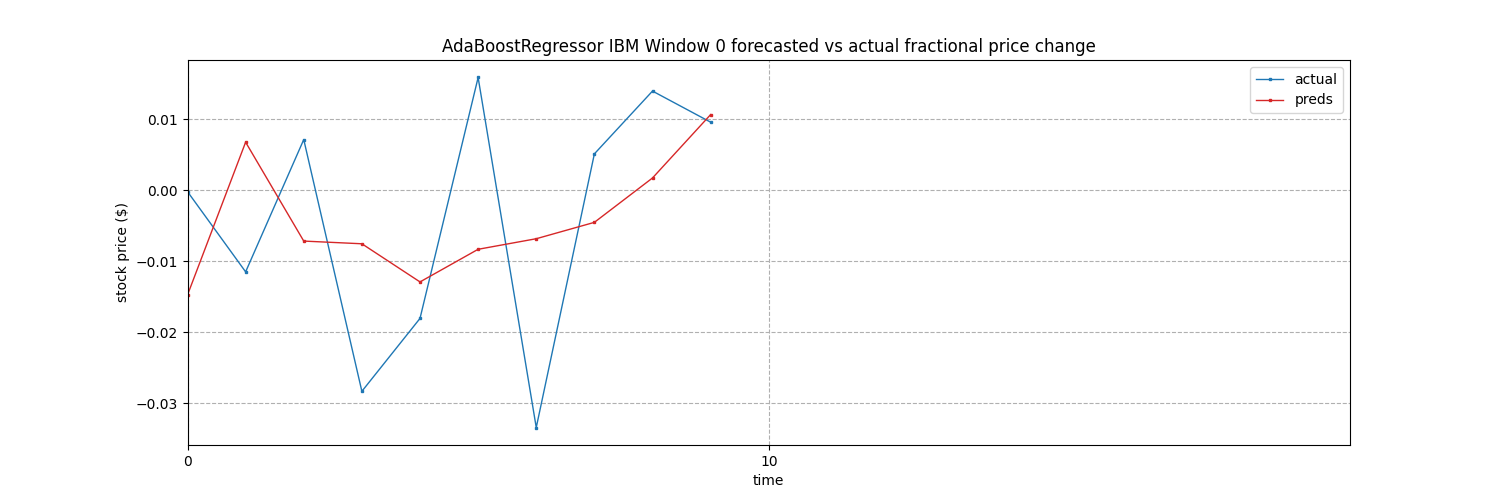 AdaBoostRegressor IBM Window 0 forecasted vs actual fractional price change
actual
preds
0.01
0.00
−0.01
−0.02
−0.03
stock price ($)
0
10
time